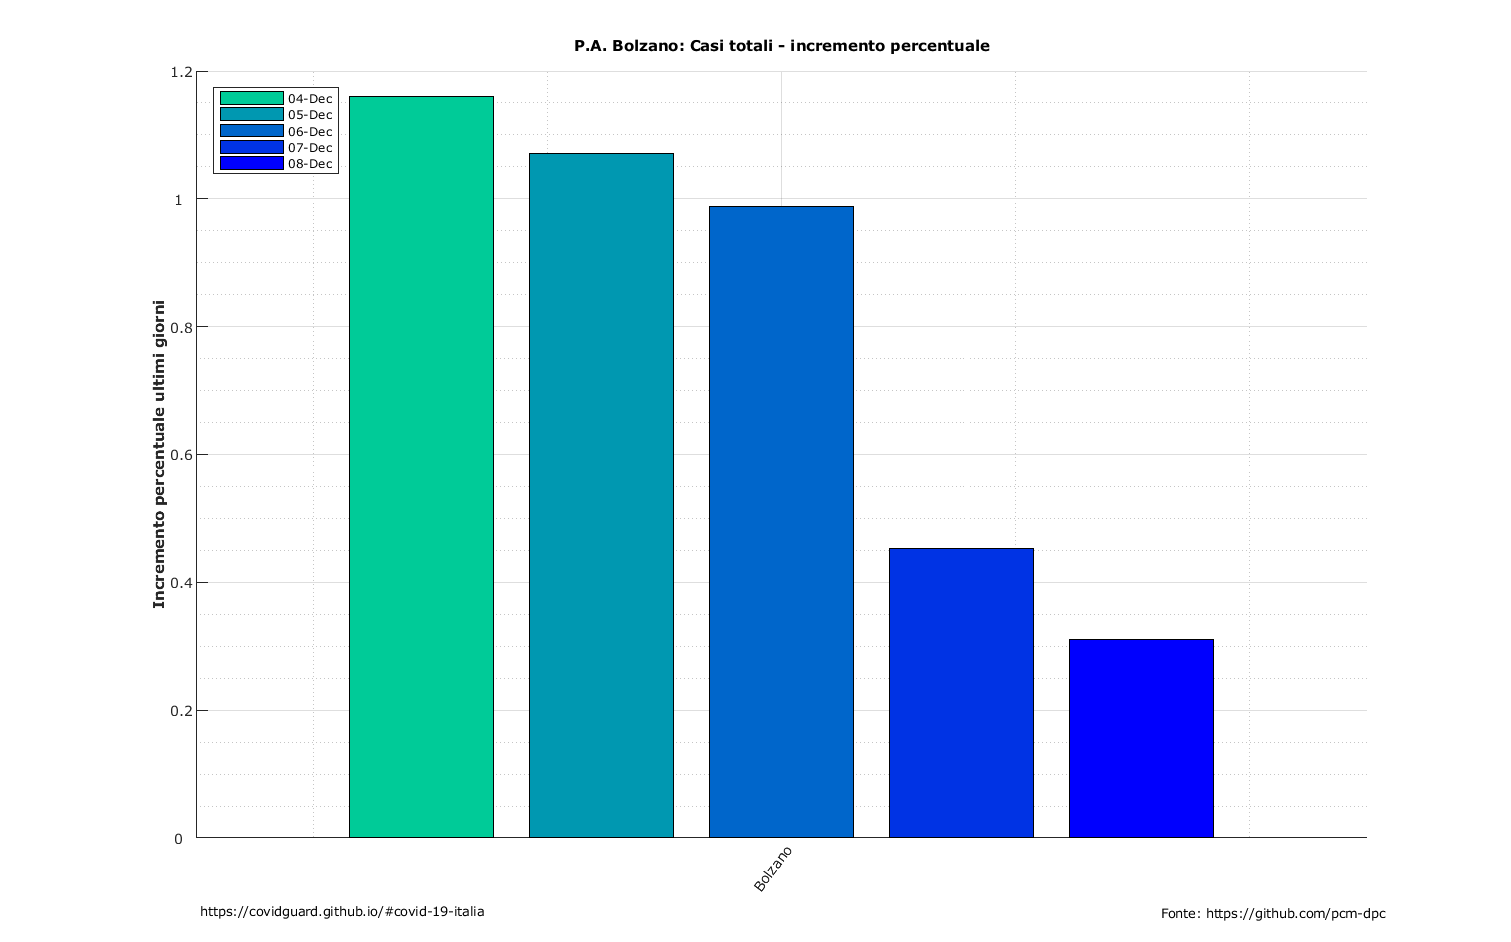 P.A. Bolzano: Casi totali - incremento percentuale
1.2
1
0.8
0.6
0.4
0.2
0
Incremento percentuale ultimi giorni
04-Dec
05-Dec
06-Dec
07-Dec
08-Dec
Bolzano
https://covidguard.github.io/#covid-19-italia
Fonte: https://github.com/pcm-dpc